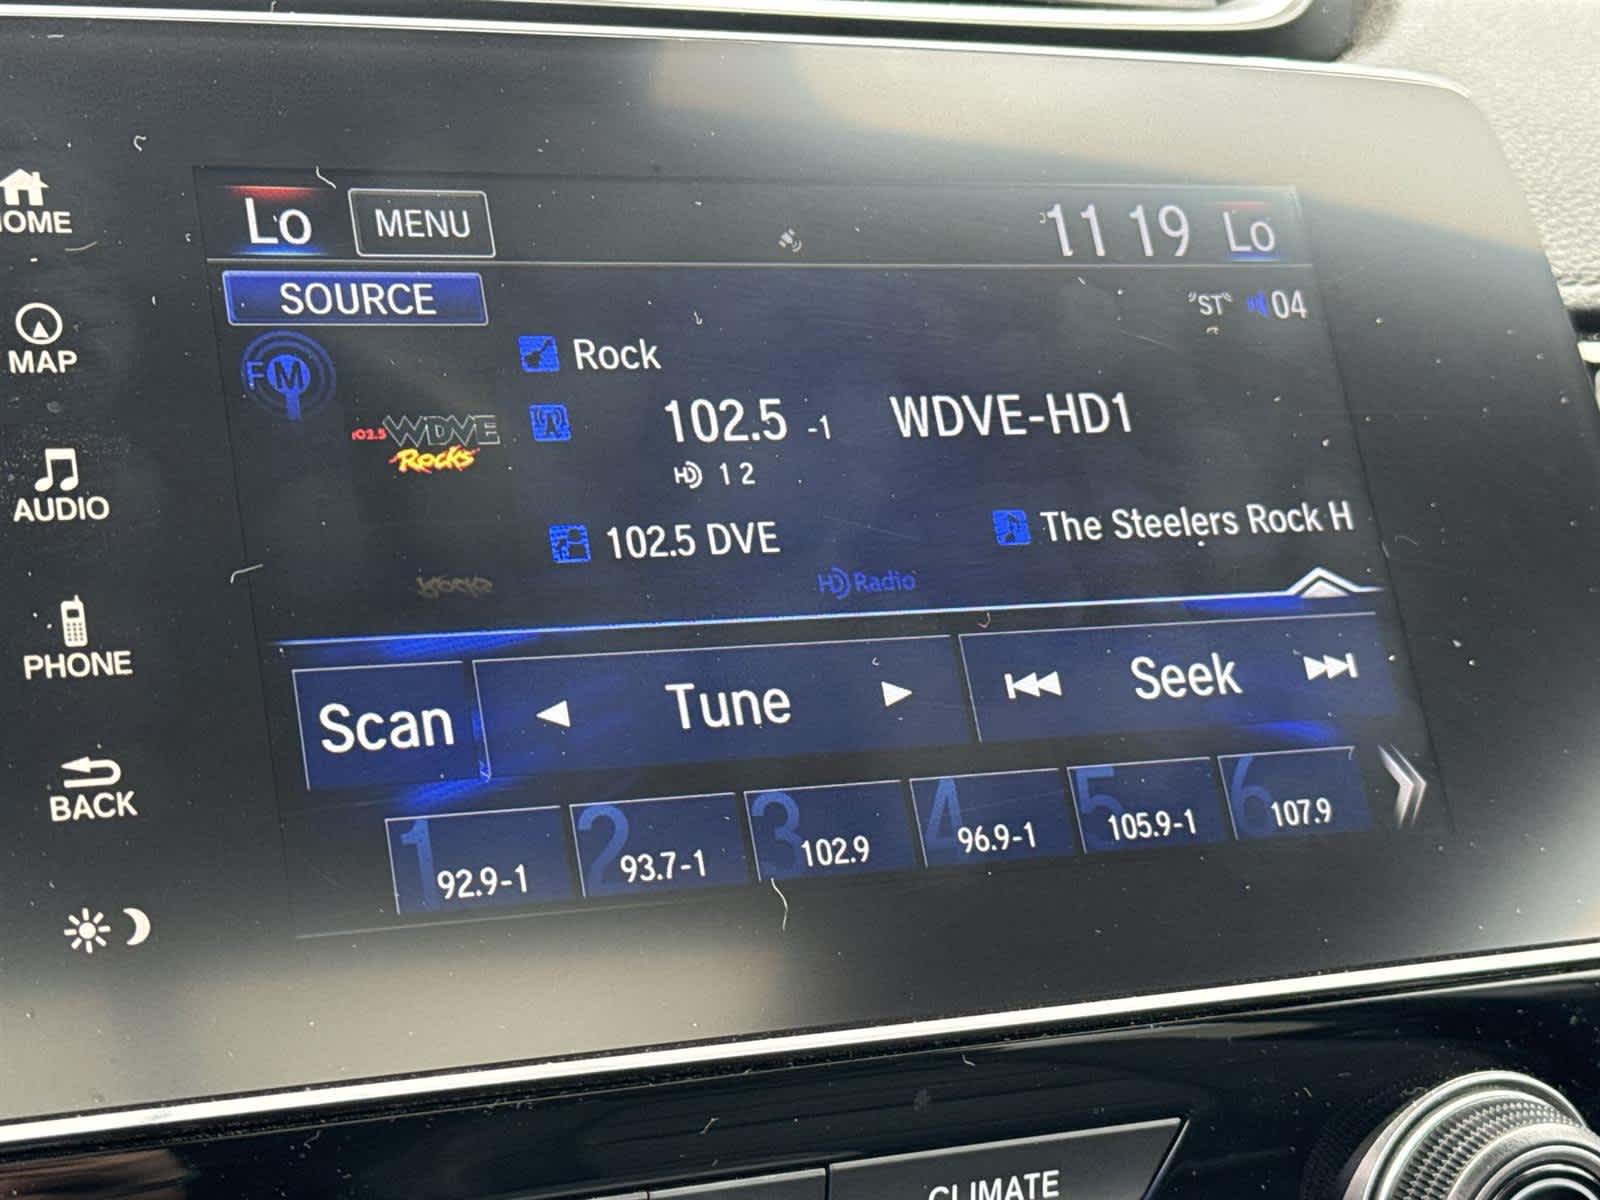 Lo MENU 11 19 Lo
HOME
SOURCE
"ST" 04
FM
Rock
MAP
102.5 WDVE Rocks
102.5 -1 WDVE-HD1
HD 1 2
AUDIO
102.5 DVE The Steelers Rock H
HD Radio
PHONE
Scan Tune Seek
BACK
1 92.9-1
2 93.7-1
3 102.9
4 96.9-1
5 105.9-1
6 107.9
CLIMATE